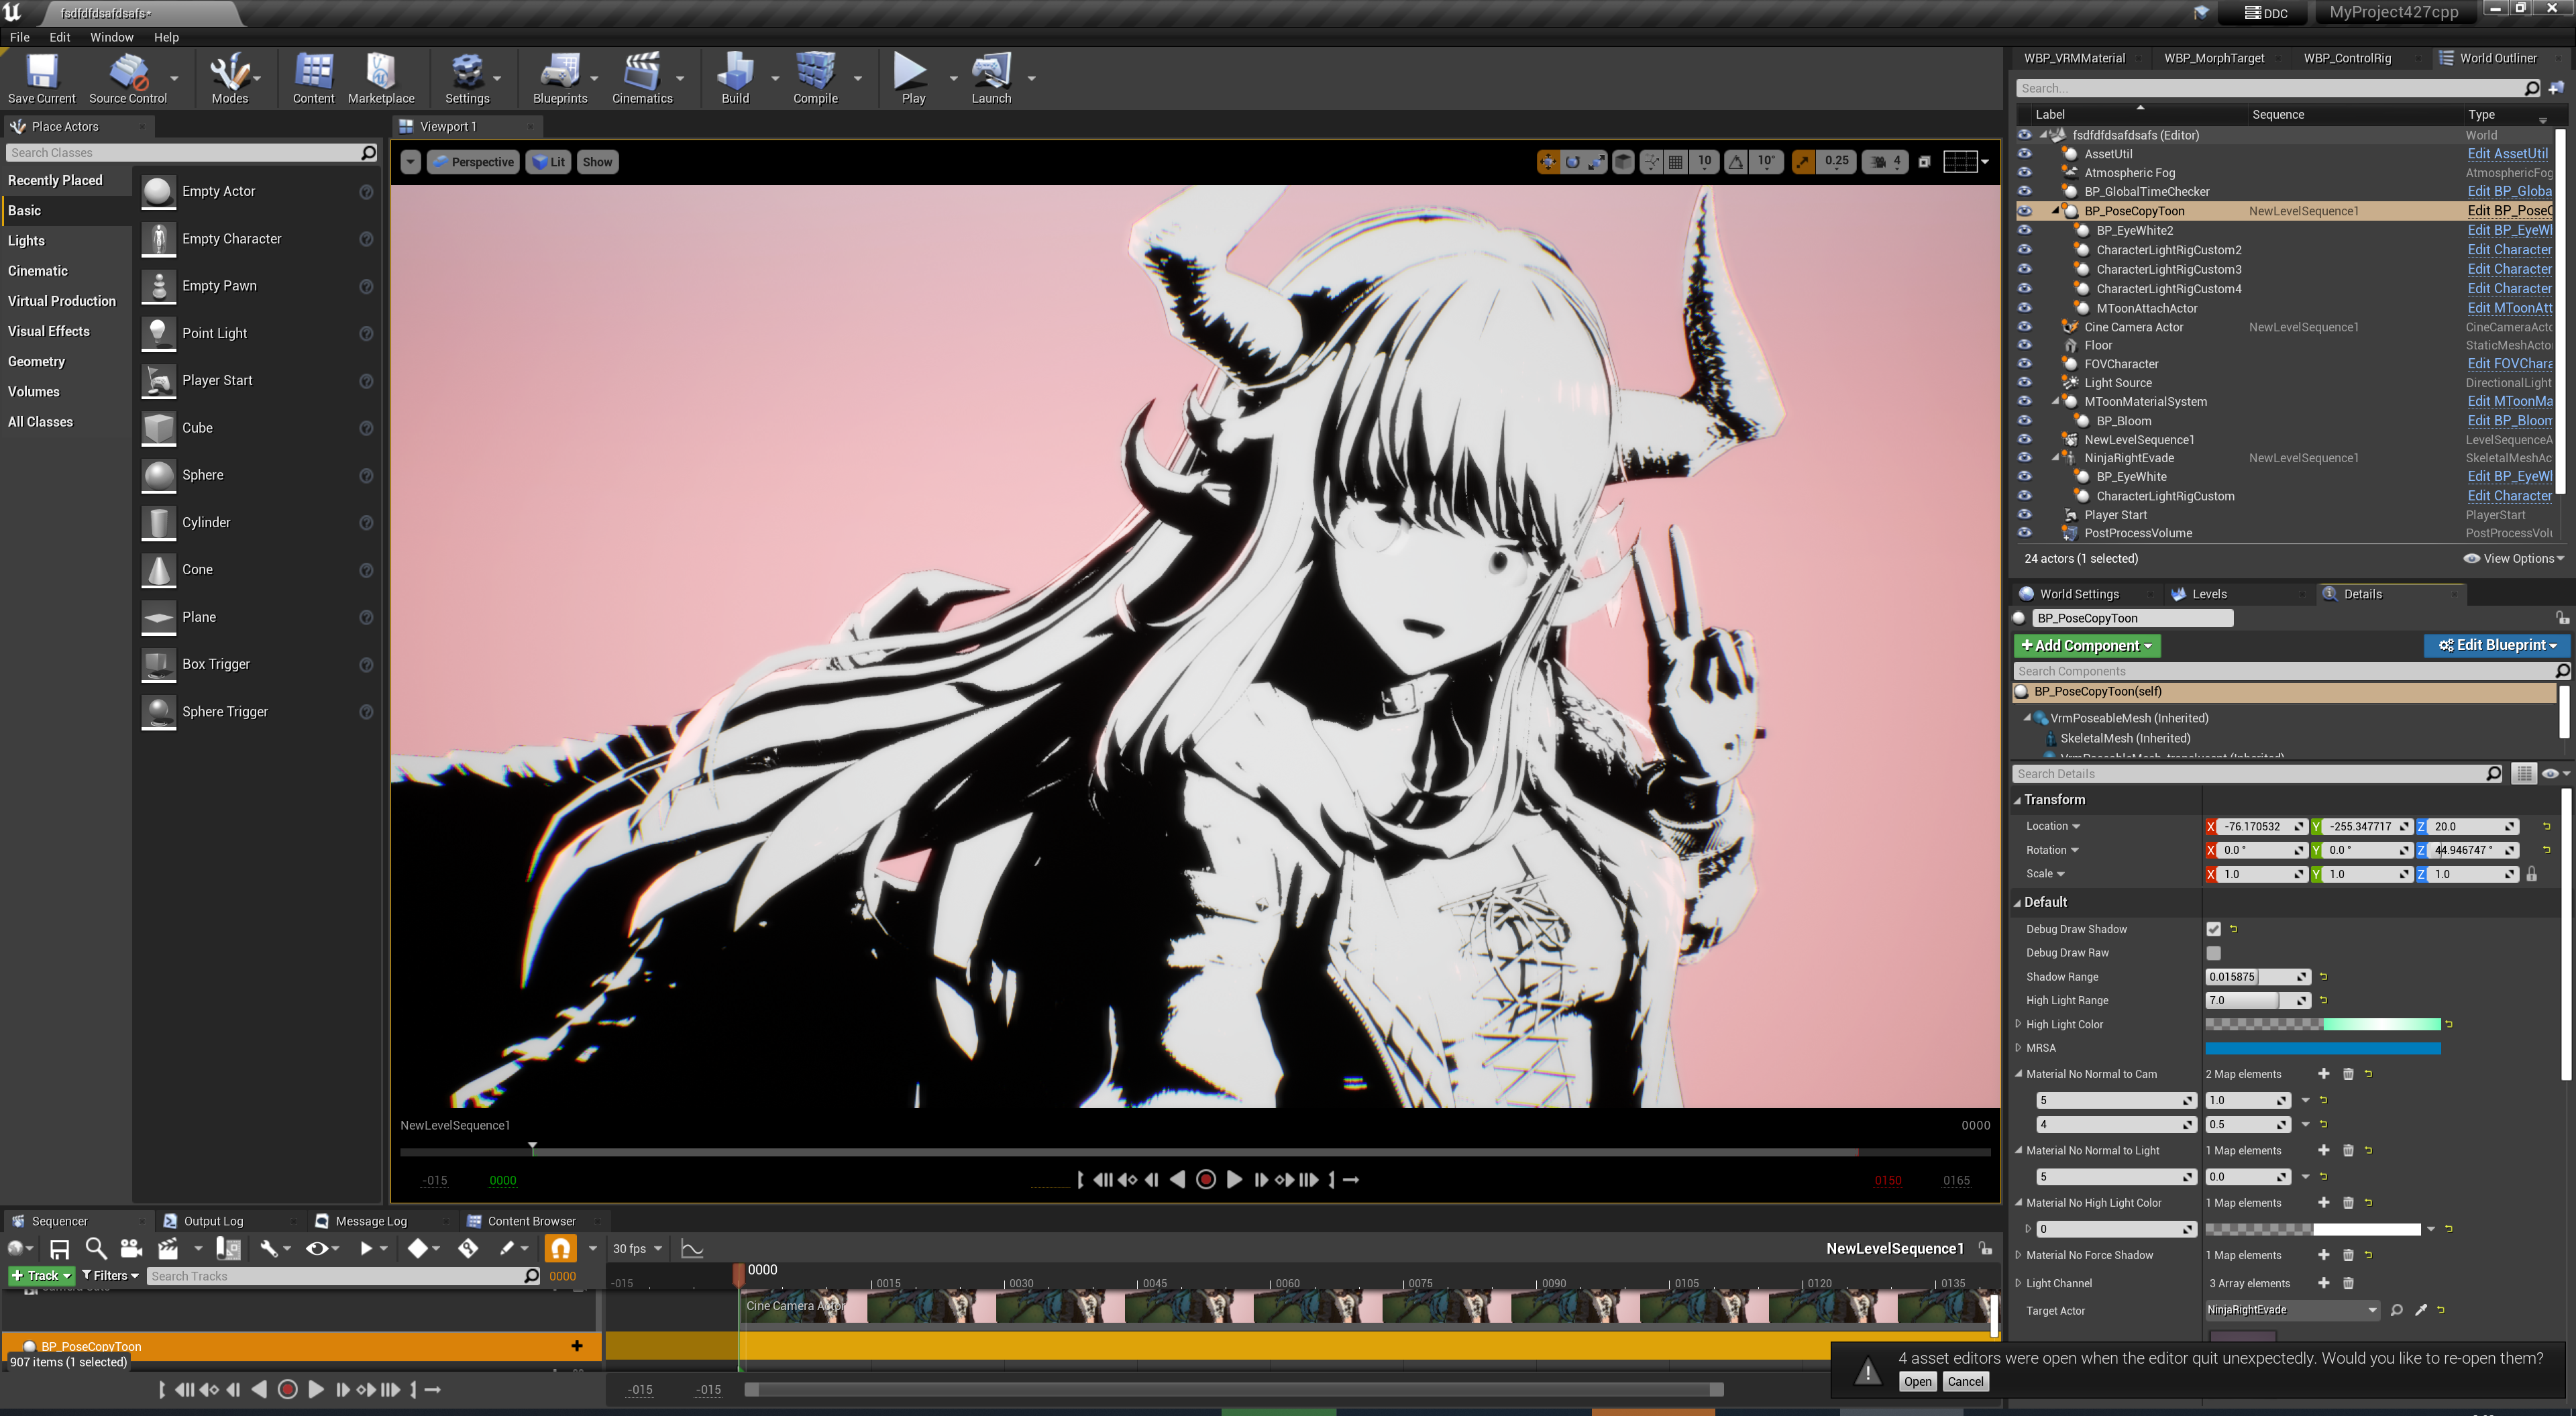 fsdfdfdsafdsafs*
DDC
MyProject427cpp
File Edit Window Help
Save Current
Source Control
Modes
Content
Marketplace
Settings
Blueprints
Cinematics
Build
Compile
Play
Launch
Place Actors
Search Classes
Recently Placed
Basic
Lights
Cinematic
Virtual Production
Visual Effects
Geometry
Volumes
All Classes
Empty Actor
Empty Character
Empty Pawn
Point Light
Player Start
Cube
Sphere
Cylinder
Cone
Plane
Box Trigger
Sphere Trigger
Viewport 1
Perspective Lit Show
10 10° 0.25 4
NewLevelSequence1 0000
-015 0000 0150 0165
WBP_VRMMaterial WBP_MorphTarget WBP_ControlRig World Outliner
Search...
Label Sequence Type
fsdfdfdsafdsafs (Editor) World
AssetUtil Edit AssetUtil
Atmospheric Fog AtmosphericFog
BP_GlobalTimeChecker Edit BP_Globa
BP_PoseCopyToon NewLevelSequence1 Edit BP_PoseC
BP_EyeWhite2 Edit BP_EyeWl
CharacterLightRigCustom2 Edit Character
CharacterLightRigCustom3 Edit Character
CharacterLightRigCustom4 Edit Character
MToonAttachActor Edit MToonAtt
Cine Camera Actor NewLevelSequence1 CineCameraActo
Floor StaticMeshActo
FOVCharacter Edit FOVChara
Light Source DirectionalLight
MToonMaterialSystem Edit MToonMa
BP_Bloom Edit BP_Bloom
NewLevelSequence1 LevelSequenceA
NinjaRightEvade NewLevelSequence1 SkeletalMeshAc
BP_EyeWhite Edit BP_EyeWl
CharacterLightRigCustom Edit Character
Player Start PlayerStart
PostProcessVolume PostProcessVolu
24 actors (1 selected) View Options
World Settings Levels Details
BP_PoseCopyToon
Add Component Edit Blueprint
Search Components
BP_PoseCopyToon(self)
VrmPoseableMesh (Inherited)
SkeletalMesh (Inherited)
VrmPoseableMesh_translucent (Inherited)
Search Details
Transform
Location X -76.170532 Y -255.347717 Z 20.0
Rotation X 0.0 ° Y 0.0 ° Z 44.946747 °
Scale X 1.0 Y 1.0 Z 1.0
Default
Debug Draw Shadow
Debug Draw Raw
Shadow Range 0.015875
High Light Range 7.0
High Light Color
MRSA
Material No Normal to Cam 2 Map elements
5 1.0
4 0.5
Material No Normal to Light 1 Map elements
5 0.0
Material No High Light Color 1 Map elements
0
Material No Force Shadow 1 Map elements
Light Channel 3 Array elements
Target Actor NinjaRightEvade
Sequencer Output Log Message Log Content Browser
30 fps NewLevelSequence1
Track Filters Search Tracks 0000
-015 0000 0015 0030 0045 0060 0075 0090 0105 0120 0135
Cine Camera Actor
BP_PoseCopyToon
907 items (1 selected)
-015 -015
4 asset editors were open when the editor quit unexpectedly. Would you like to re-open them?
Open Cancel